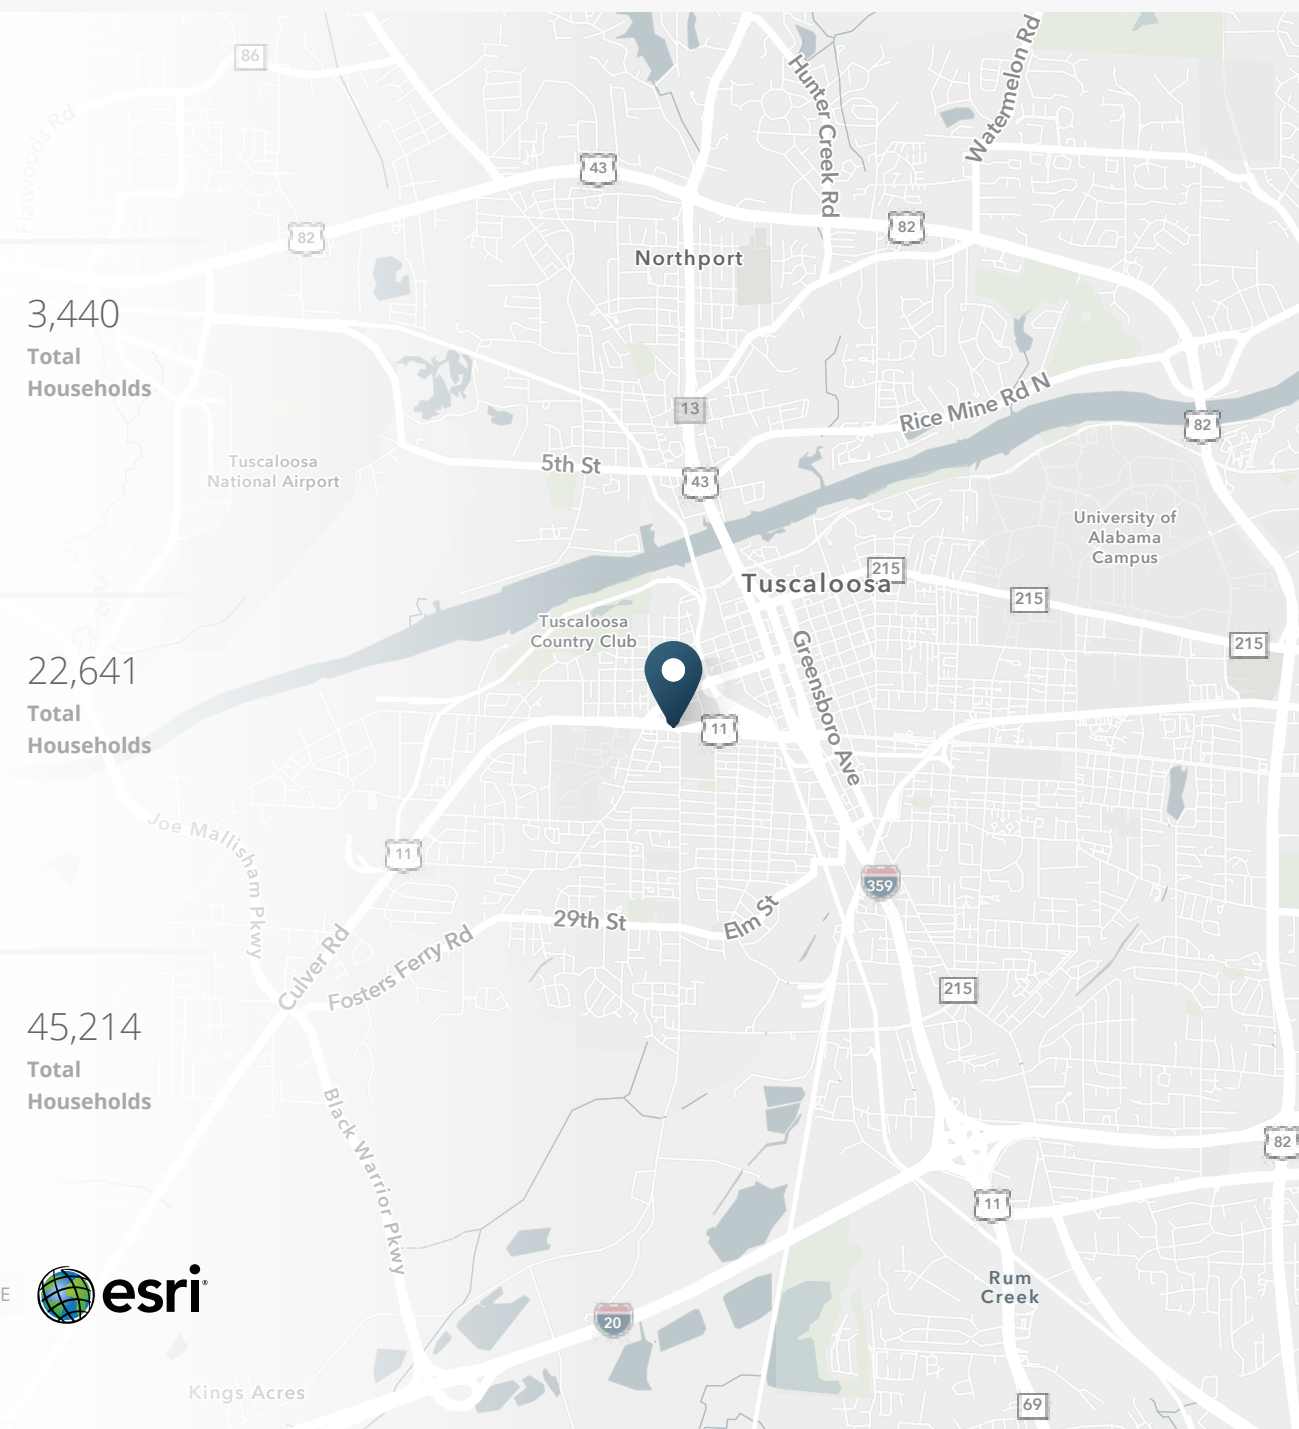 86
Hunter Creek Rd
Watermelon Rd
Flatwoods Rd
43
82
82
Northport
3,440
Total
Households
13
Rice Mine Rd N
82
Tuscaloosa
National Airport
5th St
43
University of
Alabama
Campus
Tuscaloosa
215
215
Tuscaloosa
Country Club
215
Greensboro Ave
22,641
Total
Households
11
Joe Mallisham Pkwy
11
359
29th St
Elm St
Culver Rd
Fosters Ferry Rd
215
45,214
Total
Households
Black Warrior Pkwy
82
11
E
esri®
Rum
Creek
20
Kings Acres
69